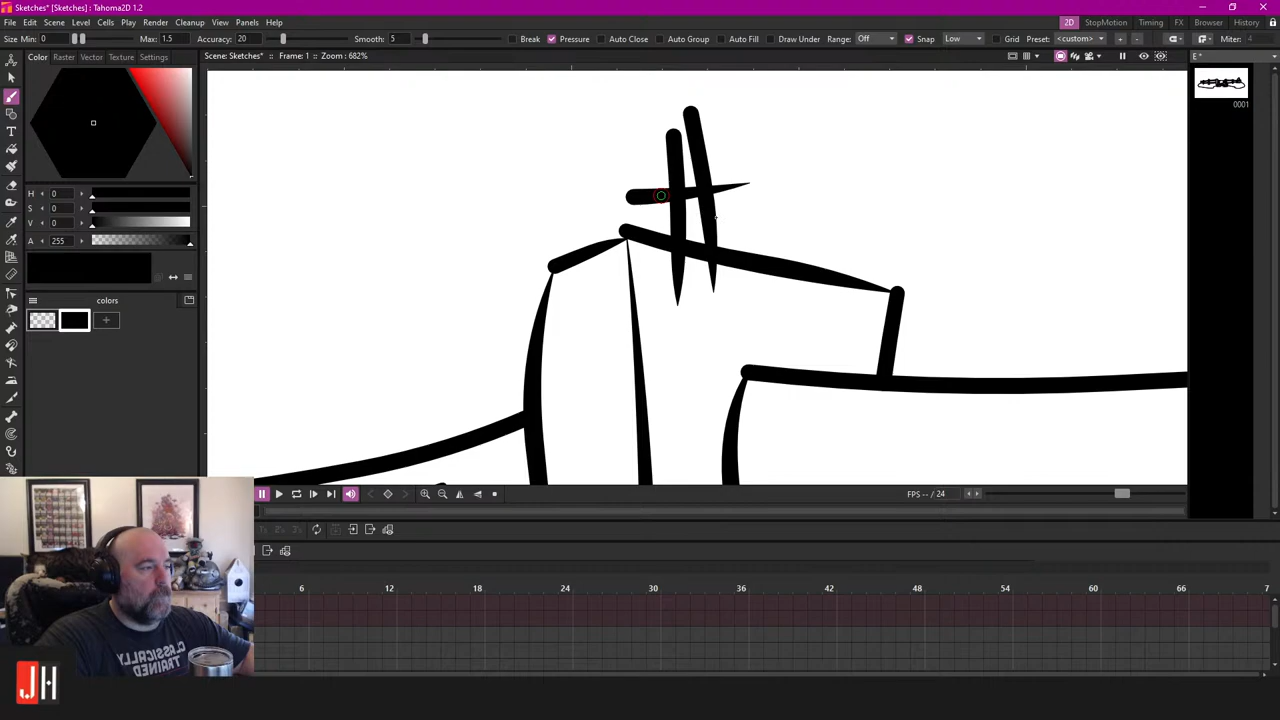 Sketches* [Sketches] : Tahoma2D 1.2
File Edit Scene Level Cells Play Render Cleanup View Panels Help
2D StopMotion Timing FX Browser History
Size Min: 0 Max: 1.5 Accuracy: 20 Smooth: 5 Break Pressure Auto Close Auto Group Auto Fill Draw Under Range: Off Snap Low Grid Preset: <custom> + - Miter: 4
Color Raster Vector Texture Settings
Scene: Sketches* :: Frame: 1 :: Zoom : 682%
E *
0001
H 0
S 0
V 0
A 255
colors
FPS -- / 24
6 12 18 24 30 36 42 48 54 60 66 7
CLASSICALLY
TRAINED
JH